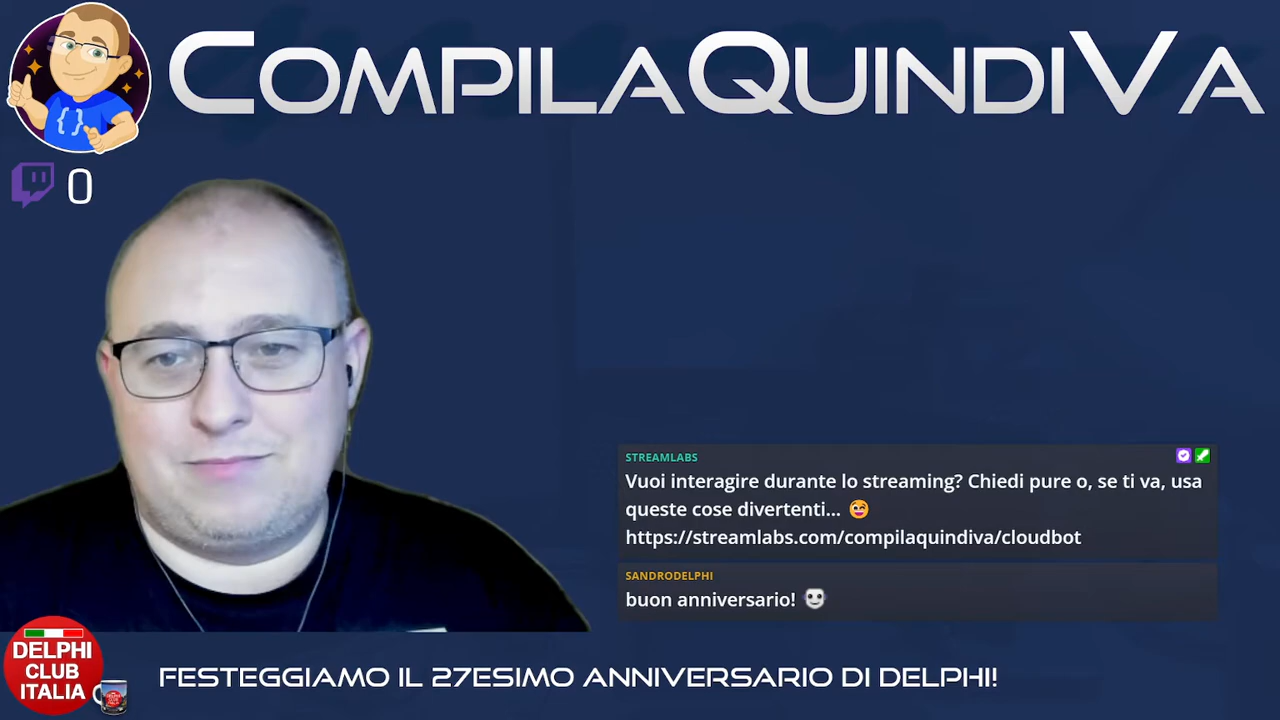 COMPILAQUINDIVA
{ }
0
STREAMLABS
Vuoi interagire durante lo streaming? Chiedi pure o, se ti va, usa
queste cose divertenti...
https://streamlabs.com/compilaquindiva/cloudbot
SANDRODELPHI
buon anniversario!
DELPHI
CLUB
ITALIA
FESTEGGIAMO IL 27ESIMO ANNIVERSARIO DI DELPHI!